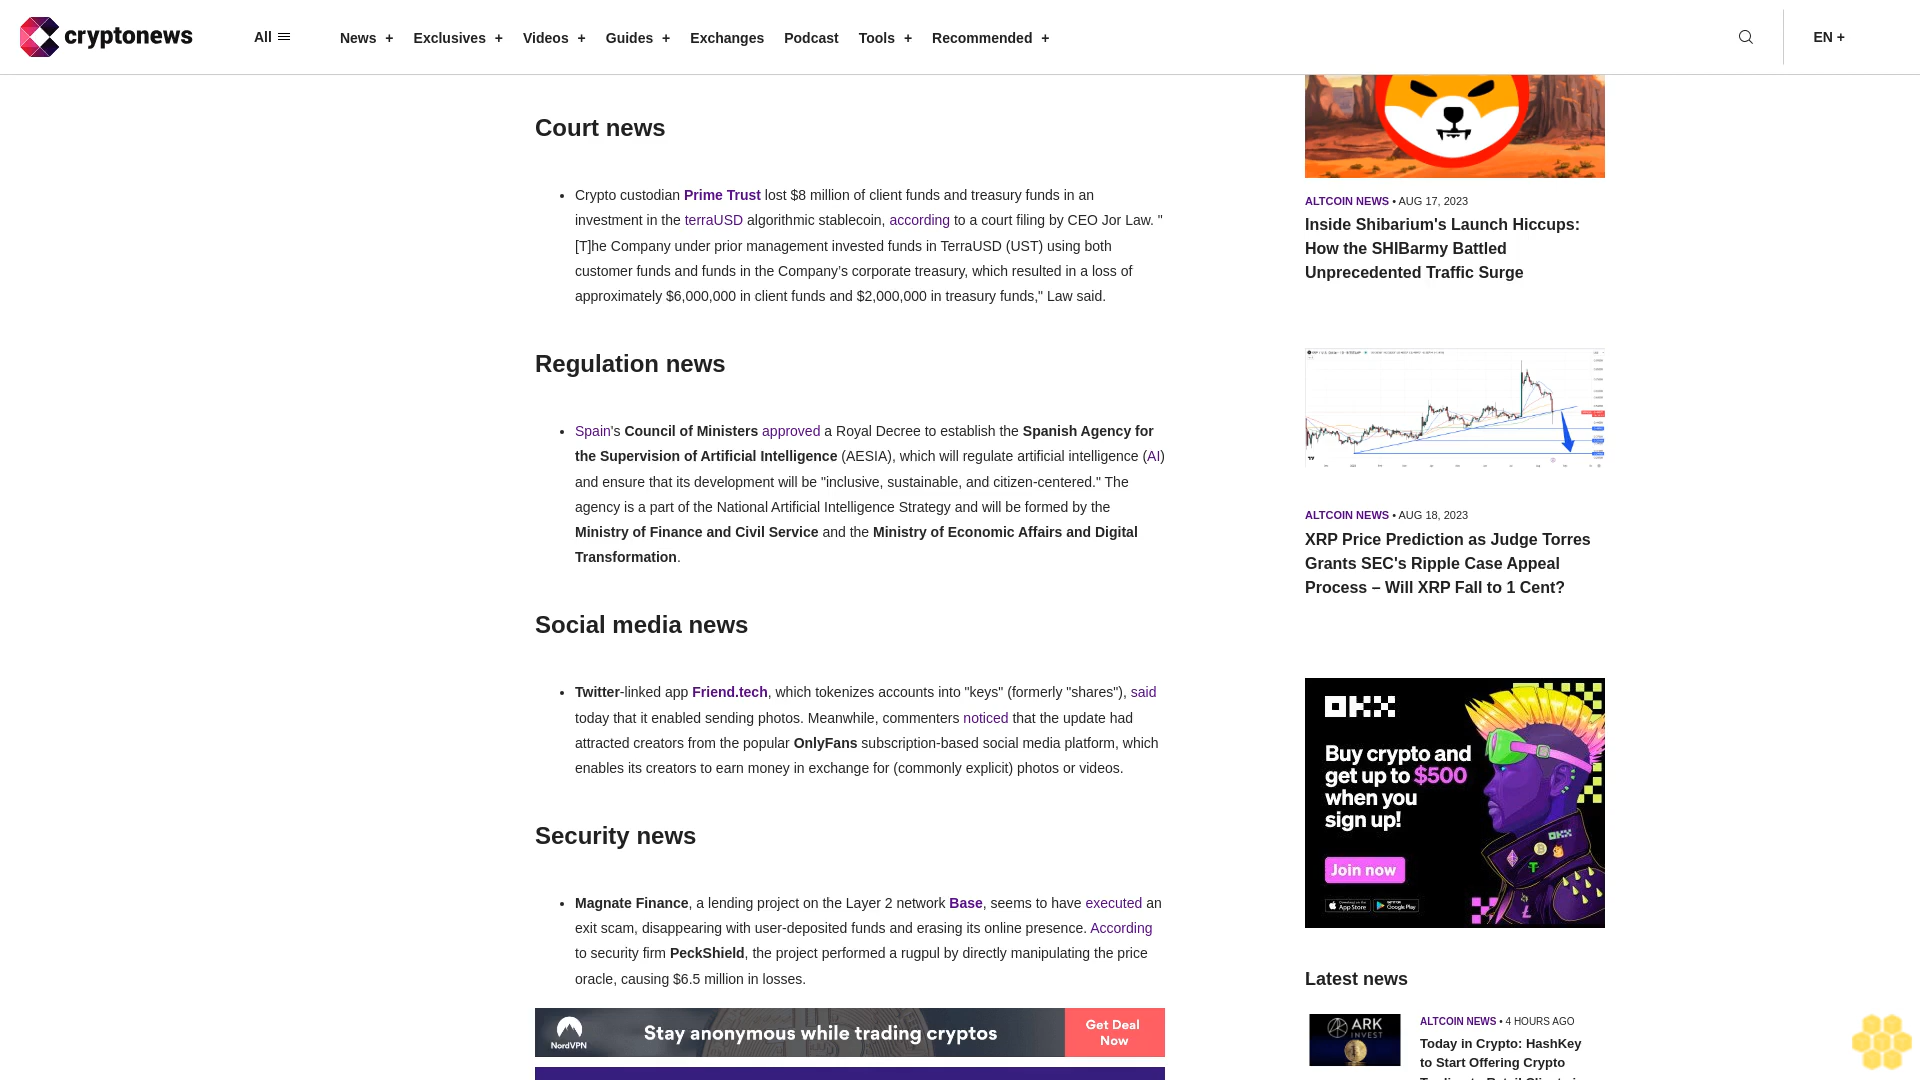 cryptonews
All
News +
Exclusives +
Videos +
Guides +
Exchanges
Podcast
Tools +
Recommended +
EN +
Court news
• Crypto custodian Prime Trust lost $8 million of client funds and treasury funds in an
investment in the terraUSD algorithmic stablecoin, according to a court filing by CEO Jor Law. "
[T]he Company under prior management invested funds in TerraUSD (UST) using both
customer funds and funds in the Company's corporate treasury, which resulted in a loss of
approximately $6,000,000 in client funds and $2,000,000 in treasury funds," Law said.
Regulation news
• Spain's Council of Ministers approved a Royal Decree to establish the Spanish Agency for
the Supervision of Artificial Intelligence (AESIA), which will regulate artificial intelligence (AI)
and ensure that its development will be "inclusive, sustainable, and citizen-centered." The
agency is a part of the National Artificial Intelligence Strategy and will be formed by the
Ministry of Finance and Civil Service and the Ministry of Economic Affairs and Digital
Transformation.
Social media news
• Twitter-linked app Friend.tech, which tokenizes accounts into "keys" (formerly "shares"), said
today that it enabled sending photos. Meanwhile, commenters noticed that the update had
attracted creators from the popular OnlyFans subscription-based social media platform, which
enables its creators to earn money in exchange for (commonly explicit) photos or videos.
Security news
• Magnate Finance, a lending project on the Layer 2 network Base, seems to have executed an
exit scam, disappearing with user-deposited funds and erasing its online presence. According
to security firm PeckShield, the project performed a rugpul by directly manipulating the price
oracle, causing $6.5 million in losses.
NordVPN
Stay anonymous while trading cryptos
Get Deal
Now
ALTCOIN NEWS • AUG 17, 2023
Inside Shibarium's Launch Hiccups:
How the SHIBarmy Battled
Unprecedented Traffic Surge
ALTCOIN NEWS • AUG 18, 2023
XRP Price Prediction as Judge Torres
Grants SEC's Ripple Case Appeal
Process – Will XRP Fall to 1 Cent?
OKX
Buy crypto and
get up to $500
when you
sign up!
OKX
Join now
App Store
Google Play
Latest news
ARK
INVEST
ALTCOIN NEWS • 4 HOURS AGO
Today in Crypto: HashKey
to Start Offering Crypto